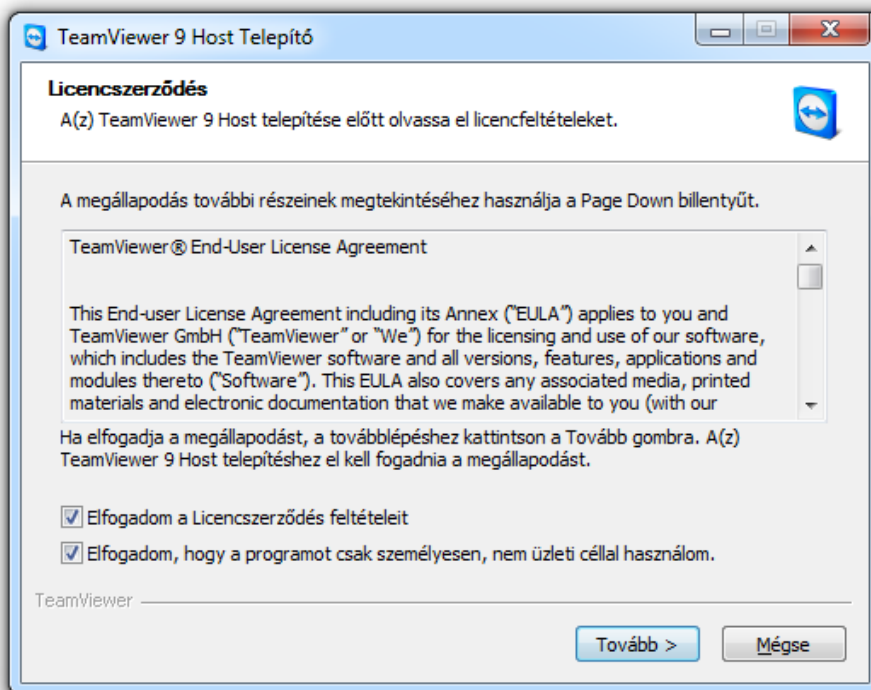 TeamViewer 9 Host Telepítő
Licencszerződés
A(z) TeamViewer 9 Host telepítése előtt olvassa el licencfeltételeket.
A megállapodás további részeinek megtekintéséhez használja a Page Down billentyűt.
TeamViewer® End-User License Agreement
This End-user License Agreement including its Annex (“EULA”) applies to you and
TeamViewer GmbH (“TeamViewer” or “We”) for the licensing and use of our software,
which includes the TeamViewer software and all versions, features, applications and
modules thereto (“Software”). This EULA also covers any associated media, printed
materials and electronic documentation that we make available to you (with our
Ha elfogadja a megállapodást, a továbblépéshez kattintson a Tovább gombra. A(z)
TeamViewer 9 Host telepítéshez el kell fogadnia a megállapodást.
Elfogadom a Licencszerződés feltételeit
Elfogadom, hogy a programot csak személyesen, nem üzleti céllal használom.
TeamViewer
Tovább >
Mégse